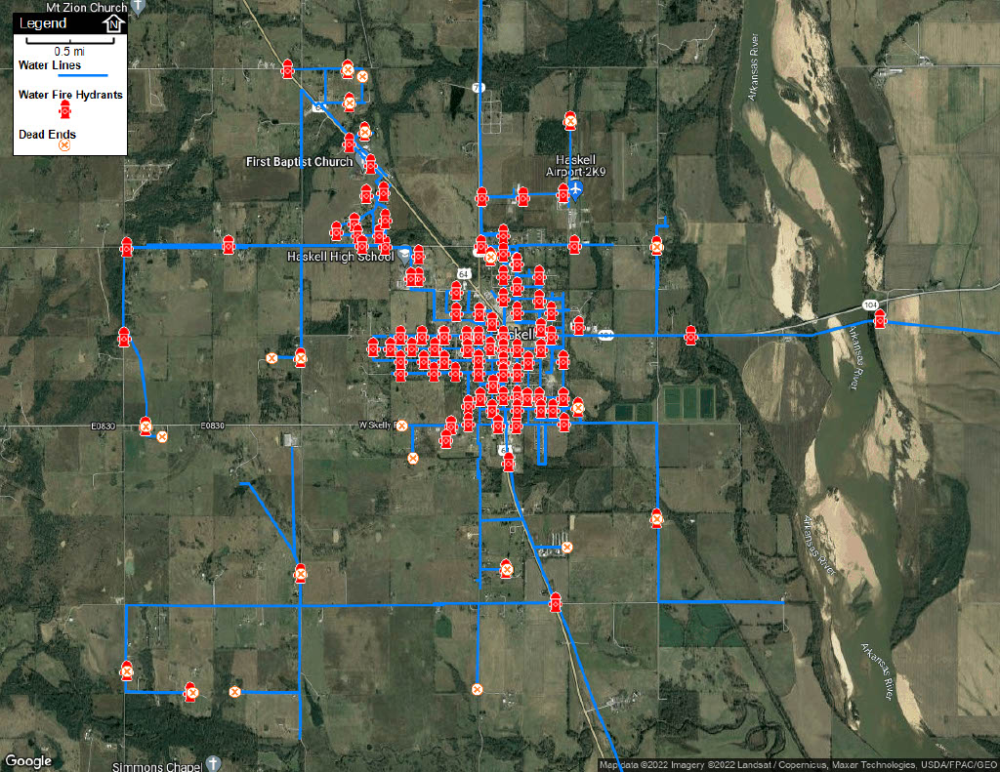 Mt Zion Church
Legend
N
0.5 mi
Water Lines
Water Fire Hydrants
Dead Ends
Arkansas River
First Baptist Church
Haskell
Airport-2K9
Haskell High School
64
104
Arkansas River
E0830
E0830
W Skelly
Arkansas River
Arkansas River
Google
Simmons Chapel
Map data ©2022 Imagery ©2022 Landsat / Copernicus, Maxar Technologies, USDA/FPAC/GEO